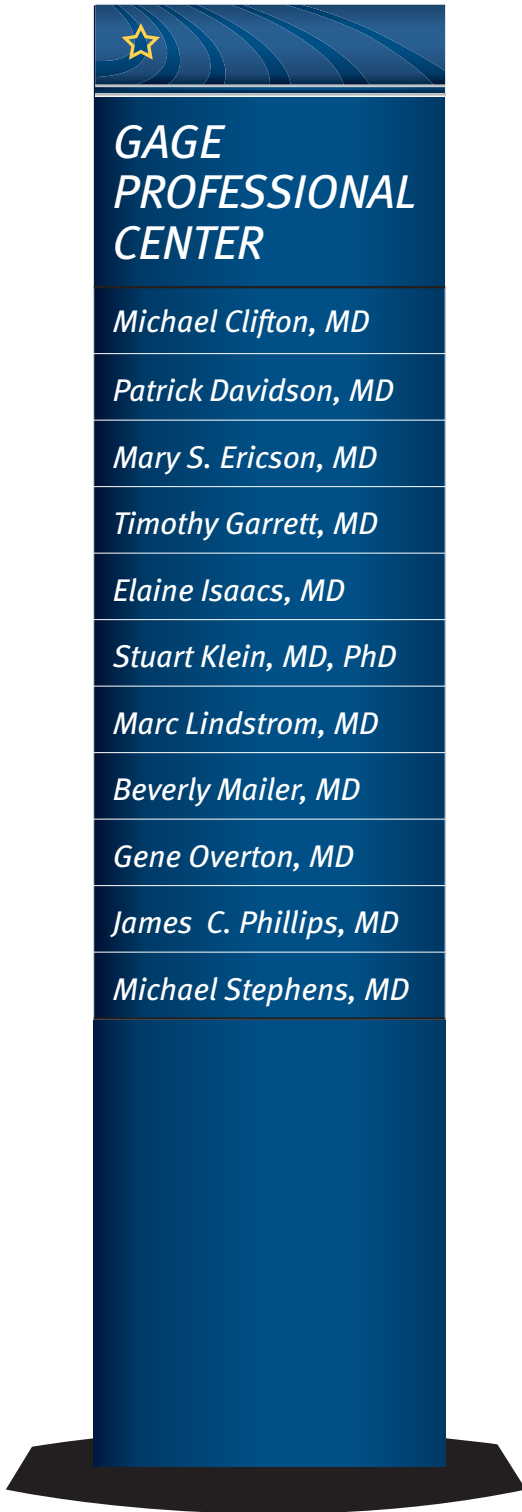 GAGE
PROFESSIONAL
CENTER
Michael Clifton, MD
Patrick Davidson, MD
Mary S. Ericson, MD
Timothy Garrett, MD
Elaine Isaacs, MD
Stuart Klein, MD, PhD
Marc Lindstrom, MD
Beverly Mailer, MD
Gene Overton, MD
James  C. Phillips, MD
Michael Stephens, MD